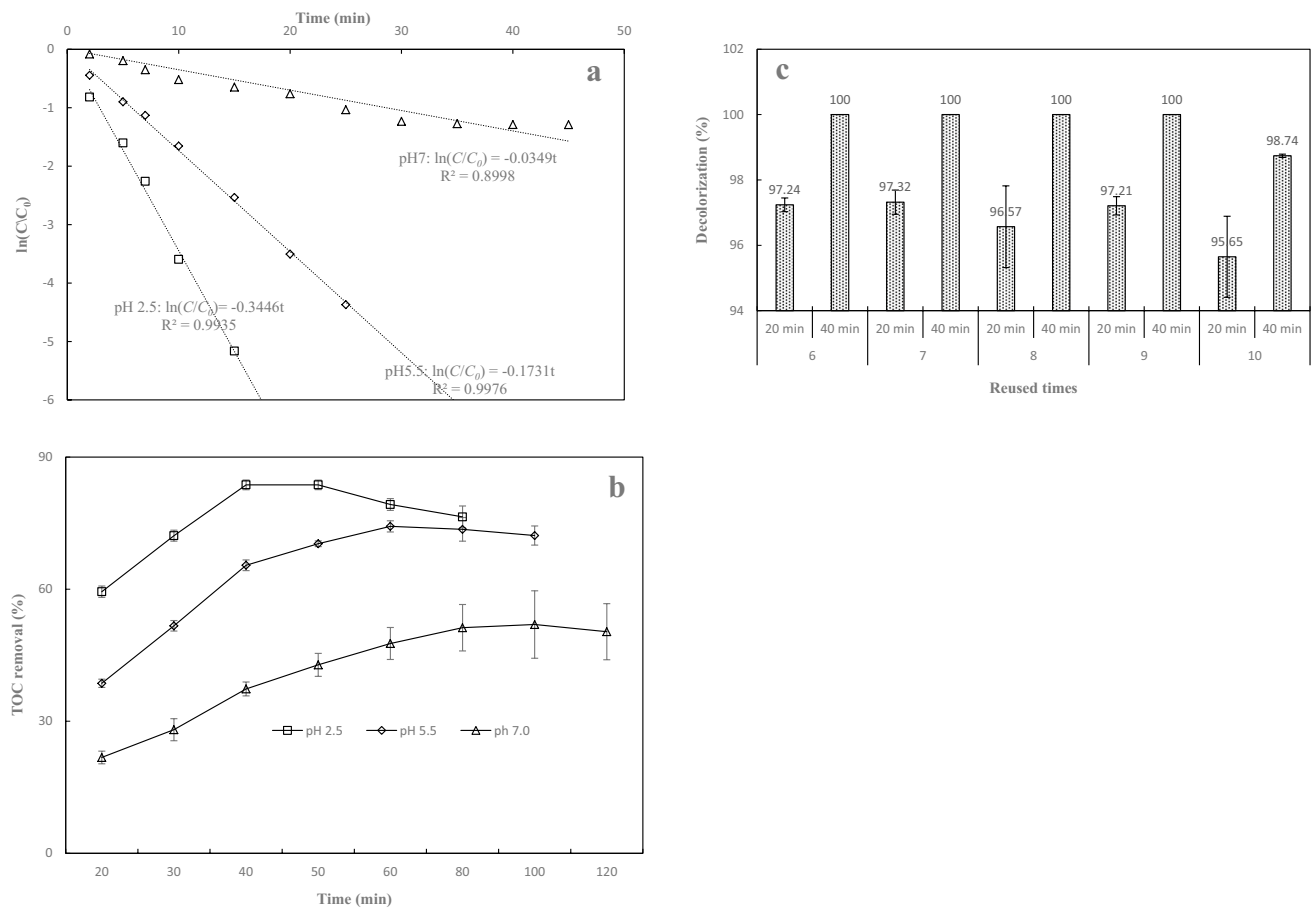 Time (min)
0 10 20 30 40 50
0
-1
-2
-3
-4
-5
-6
ln(C\C₀)
a
pH7: ln(C/C₀) = -0.0349t
R² = 0.8998
pH 2.5: ln(C/C₀)= -0.3446t
R² = 0.9935
pH5.5: ln(C/C₀) = -0.1731t
R² = 0.9976
c
102
100
98
96
94
Decolorization (%)
97.24 100 97.32 100 96.57 100 97.21 100 95.65 98.74
20 min 40 min 20 min 40 min 20 min 40 min 20 min 40 min 20 min 40 min
6 7 8 9 10
Reused times
b
90
60
30
0
TOC removal (%)
pH 2.5 pH 5.5 ph 7.0
20 30 40 50 60 80 100 120
Time (min)